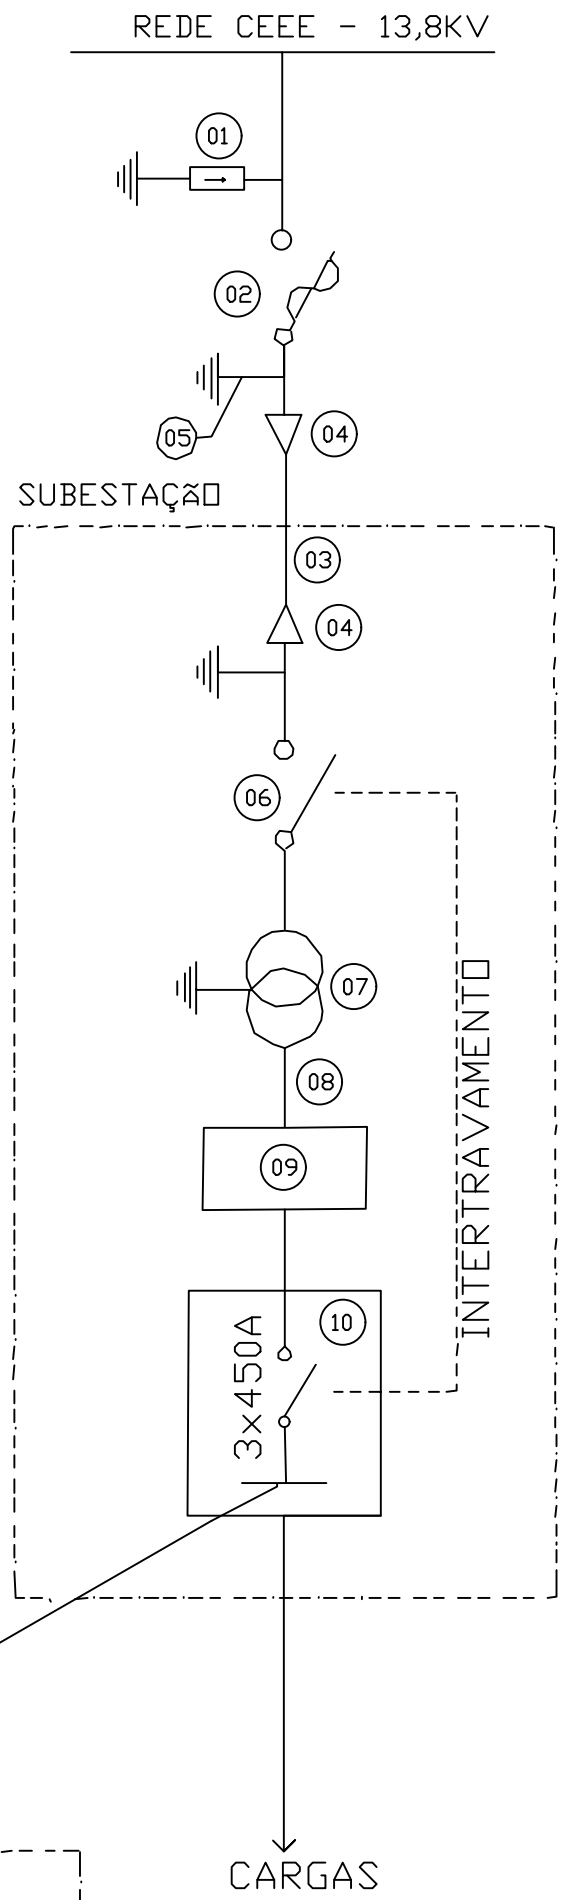 REDE CEEE - 13,8KV
01
02
05
04
SUBESTAÇÃO
03
04
06
07
08
09
INTERTRAVAMENTO
10
3x450A
CARGAS